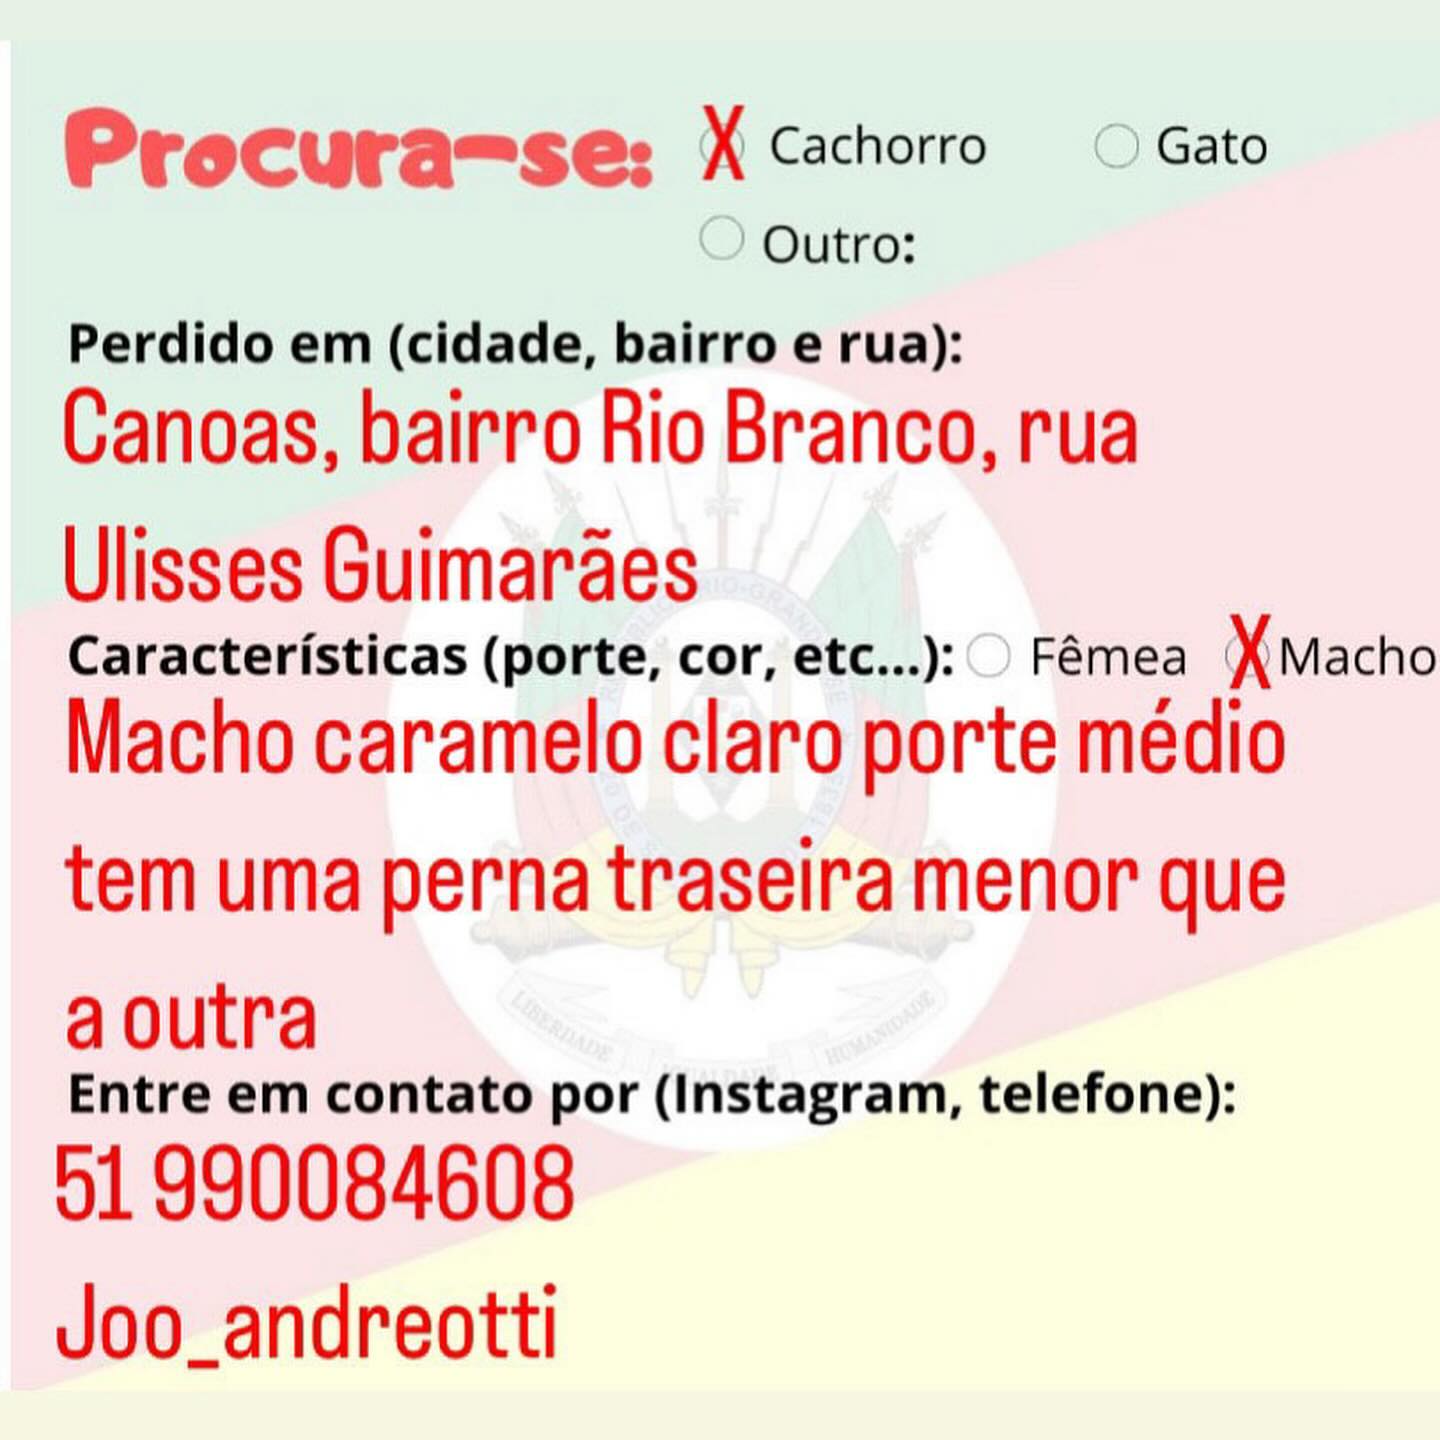 Procura-se: X Cachorro Gato
Outro:
Perdido em (cidade, bairro e rua):
Canoas, bairro Rio Branco, rua
Ulisses Guimarães
Características (porte, cor, etc...): Fêmea X Macho
Macho caramelo claro porte médio
tem uma perna traseira menor que
a outra
LIBERDADE IGUALDADE HUMANIDADE
Entre em contato por (Instagram, telefone):
51 990084608
Joo_andreotti